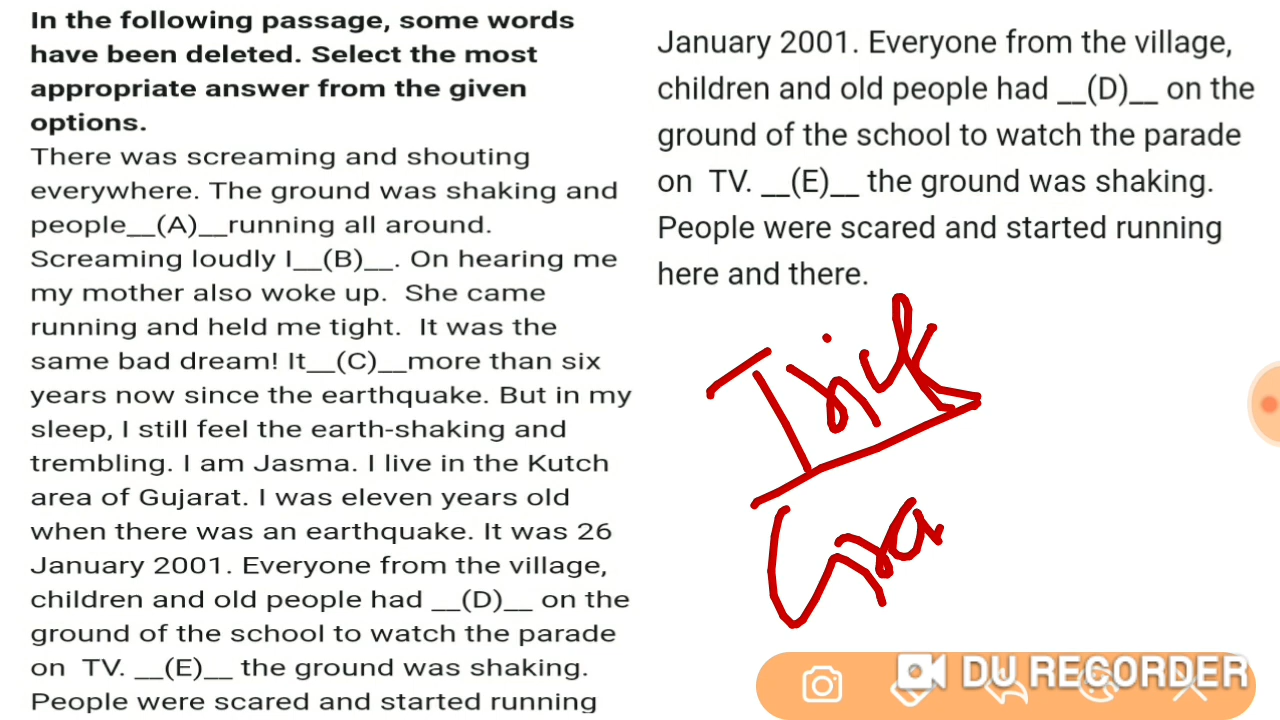 In the following passage, some words
have been deleted. Select the most
appropriate answer from the given
options.
There was screaming and shouting
everywhere. The ground was shaking and
people__(A)__running all around.
Screaming loudly I__(B)__. On hearing me
my mother also woke up. She came
running and held me tight. It was the
same bad dream! It__(C)__more than six
years now since the earthquake. But in my
sleep, I still feel the earth-shaking and
trembling. I am Jasma. I live in the Kutch
area of Gujarat. I was eleven years old
when there was an earthquake. It was 26
January 2001. Everyone from the village,
children and old people had __(D)__ on the
ground of the school to watch the parade
on TV. __(E)__ the ground was shaking.
People were scared and started running
January 2001. Everyone from the village,
children and old people had __(D)__ on the
ground of the school to watch the parade
on TV. __(E)__ the ground was shaking.
People were scared and started running
here and there.
Trick
Gra
DU RECORDER